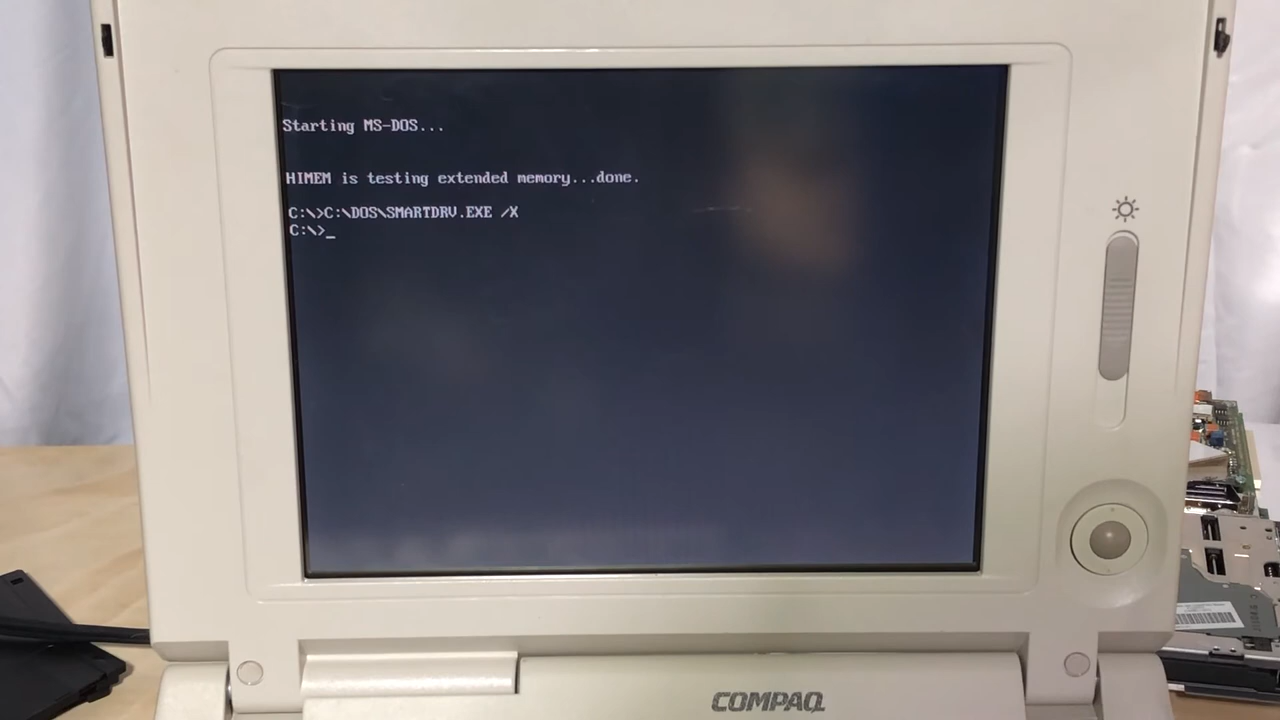 Starting MS-DOS...
HIMEM is testing extended memory...done.
C:\>C:\DOS\SMARTDRV.EXE /X
C:\>_
COMPAQ